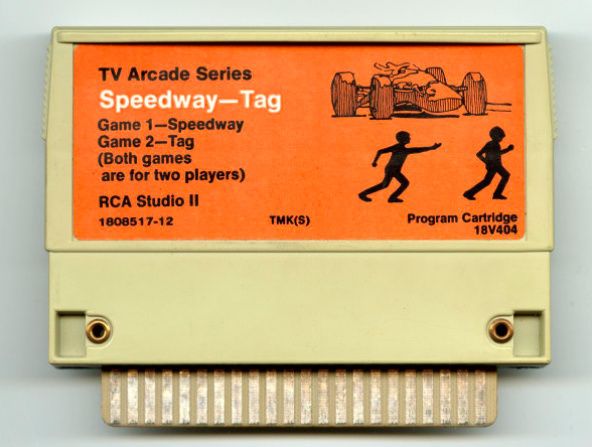 TV Arcade Series
Speedway—Tag
Game 1—Speedway
Game 2—Tag
(Both games
are for two players)
RCA Studio II
1808517-12
TMK(S)
Program Cartridge
18V404